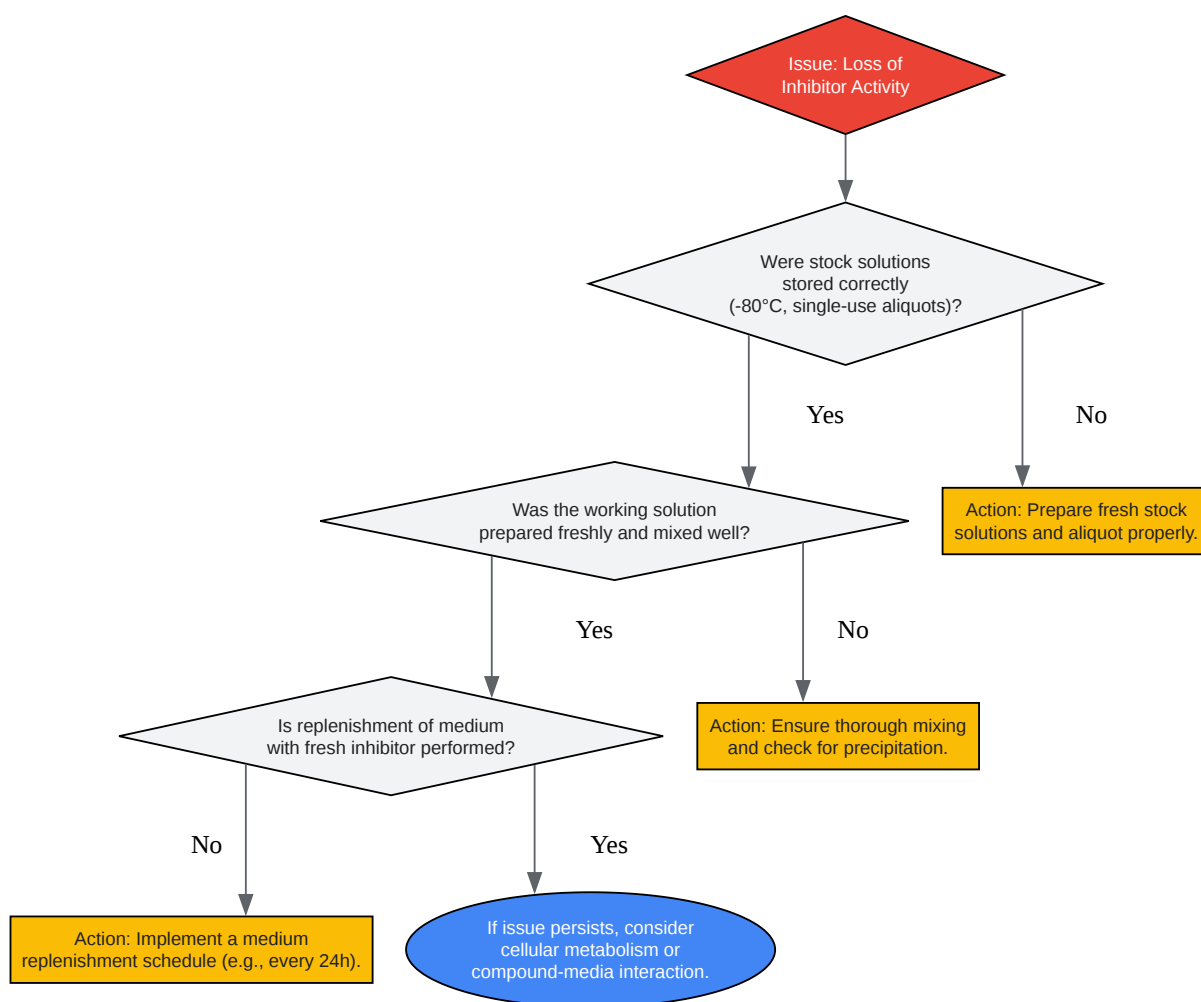 Issue: Loss of
Inhibitor Activity
Were stock solutions
stored correctly
(-80°C, single-use aliquots)?
Yes
No
Was the working solution
prepared freshly and mixed well?
Action: Prepare fresh stock
solutions and aliquot properly.
Yes
No
Is replenishment of medium
with fresh inhibitor performed?
Action: Ensure thorough mixing
and check for precipitation.
No
Yes
Action: Implement a medium
replenishment schedule (e.g., every 24h).
If issue persists, consider
cellular metabolism or
compound-media interaction.